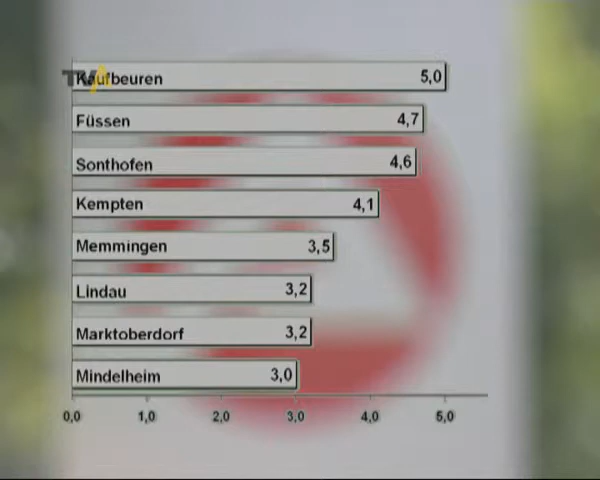 TVA
Kaufbeuren 5,0
Füssen 4,7
Sonthofen 4,6
Kempten 4,1
Memmingen 3,5
Lindau 3,2
Marktoberdorf 3,2
Mindelheim 3,0
0,0 1,0 2,0 3,0 4,0 5,0